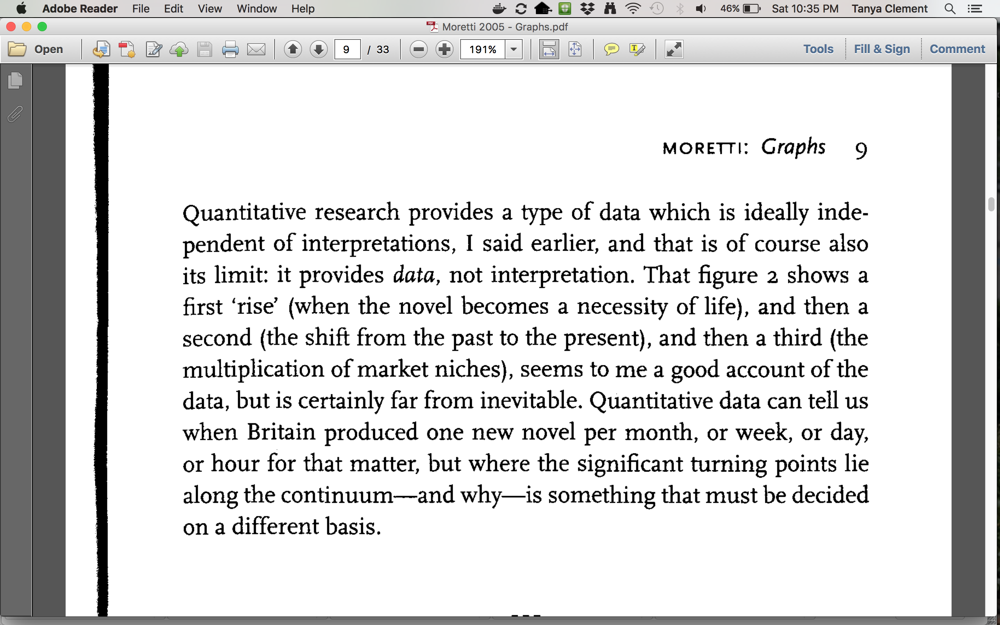 Adobe Reader File Edit View Window Help 46% Sat 10:35 PM Tanya Clement
Moretti 2005 - Graphs.pdf
Open 9 / 33 191% Tools Fill & Sign Comment
MORETTI: Graphs 9
Quantitative research provides a type of data which is ideally inde-
pendent of interpretations, I said earlier, and that is of course also
its limit: it provides data, not interpretation. That figure 2 shows a
first ‘rise’ (when the novel becomes a necessity of life), and then a
second (the shift from the past to the present), and then a third (the
multiplication of market niches), seems to me a good account of the
data, but is certainly far from inevitable. Quantitative data can tell us
when Britain produced one new novel per month, or week, or day,
or hour for that matter, but where the significant turning points lie
along the continuum—and why—is something that must be decided
on a different basis.